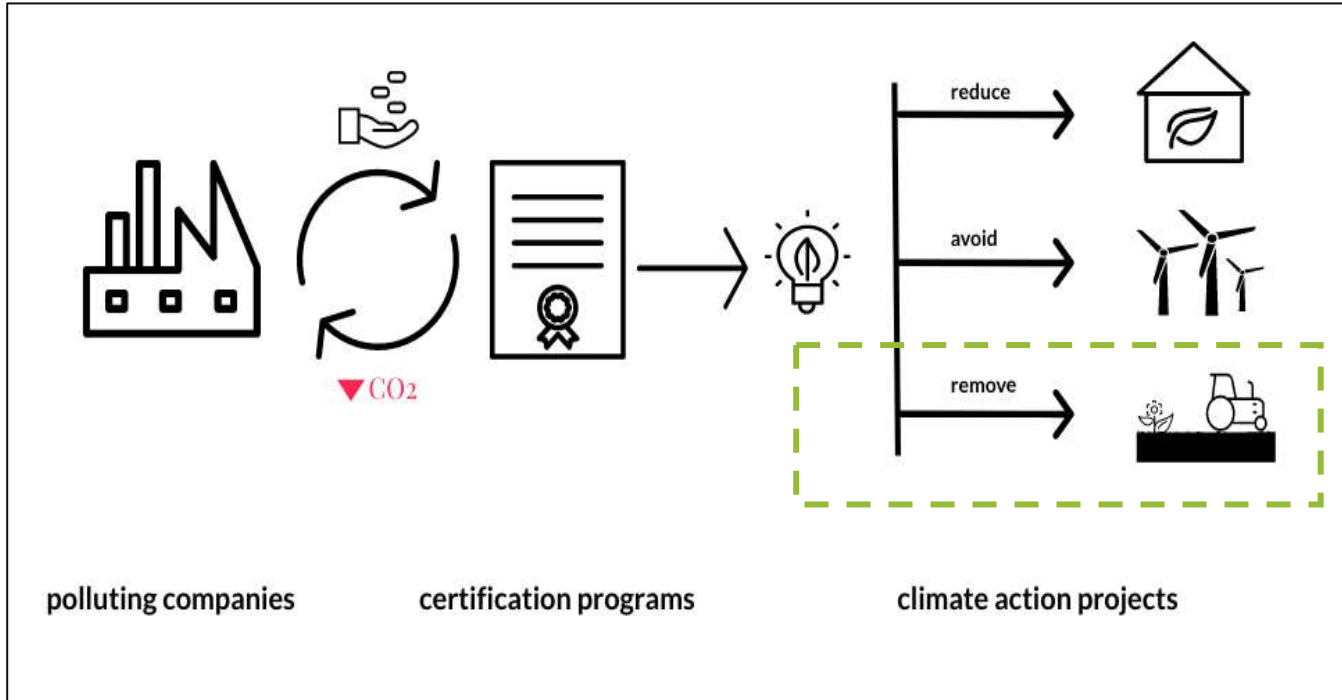 reduce
avoid
▼ CO2
remove
polluting companies
certification programs
climate action projects